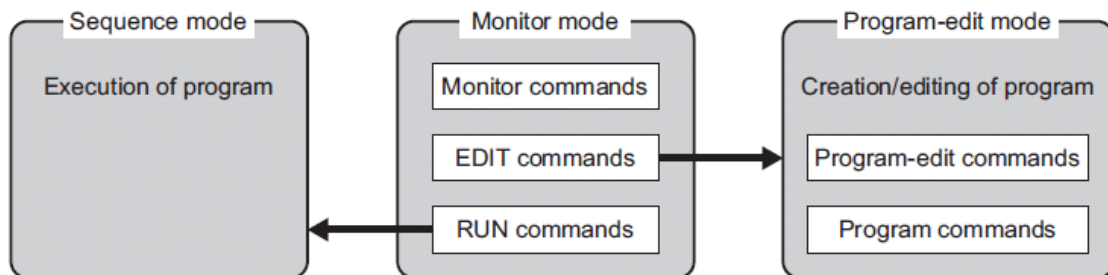 Sequence mode
Execution of program
Monitor mode
Monitor commands
EDIT commands
RUN commands
Program-edit mode
Creation/editing of program
Program-edit commands
Program commands